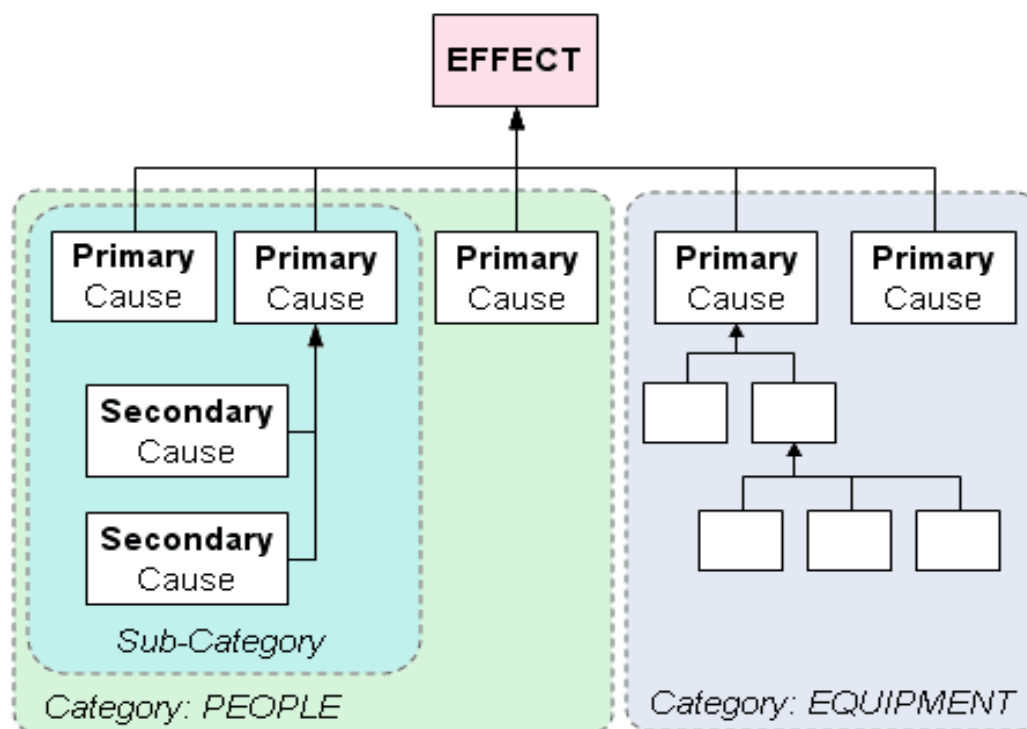 EFFECT
Primary
Cause
Primary
Cause
Primary
Cause
Primary
Cause
Primary
Cause
Secondary
Cause
Secondary
Cause
Sub-Category
Category: PEOPLE
Category: EQUIPMENT